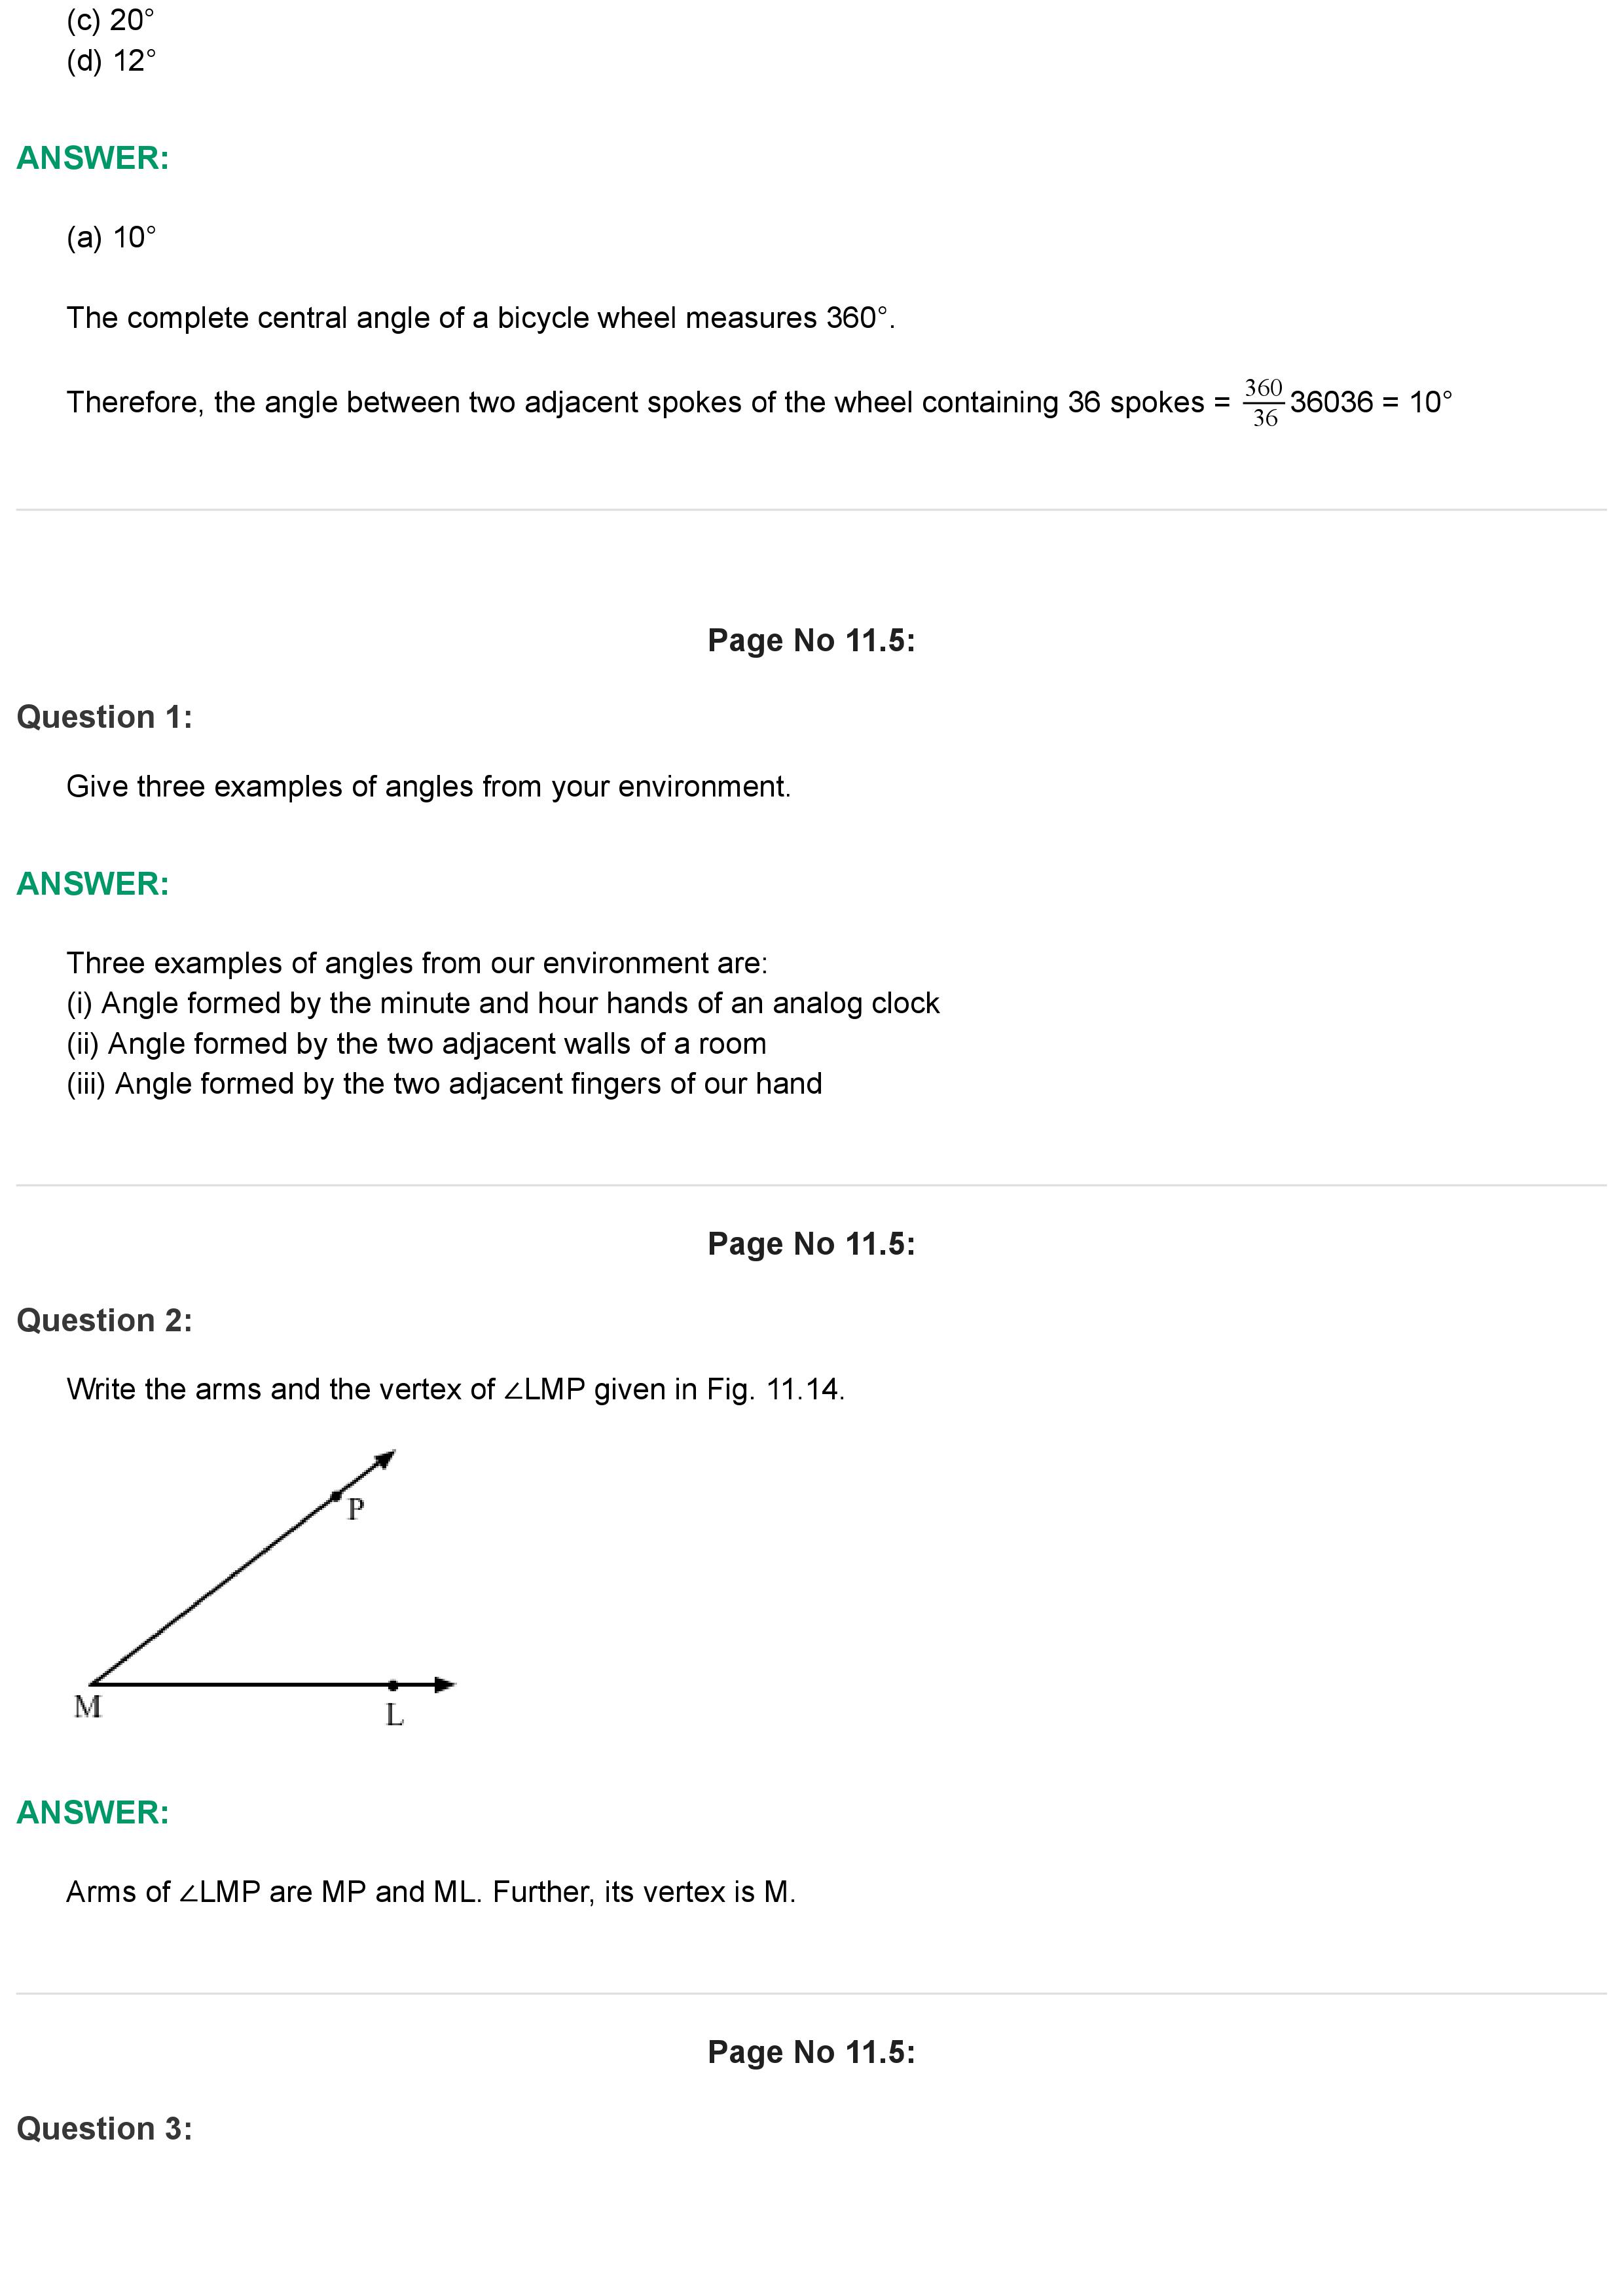 (c) 20°
(d) 12°
ANSWER:
(a) 10°
The complete central angle of a bicycle wheel measures 360°.
Therefore, the angle between two adjacent spokes of the wheel containing 36 spokes = 360/36 36036 = 10°
Page No 11.5:
Question 1:
Give three examples of angles from your environment.
ANSWER:
Three examples of angles from our environment are:
(i) Angle formed by the minute and hour hands of an analog clock
(ii) Angle formed by the two adjacent walls of a room
(iii) Angle formed by the two adjacent fingers of our hand
Page No 11.5:
Question 2:
Write the arms and the vertex of ∠LMP given in Fig. 11.14.
P
M
L
ANSWER:
Arms of ∠LMP are MP and ML. Further, its vertex is M.
Page No 11.5:
Question 3: